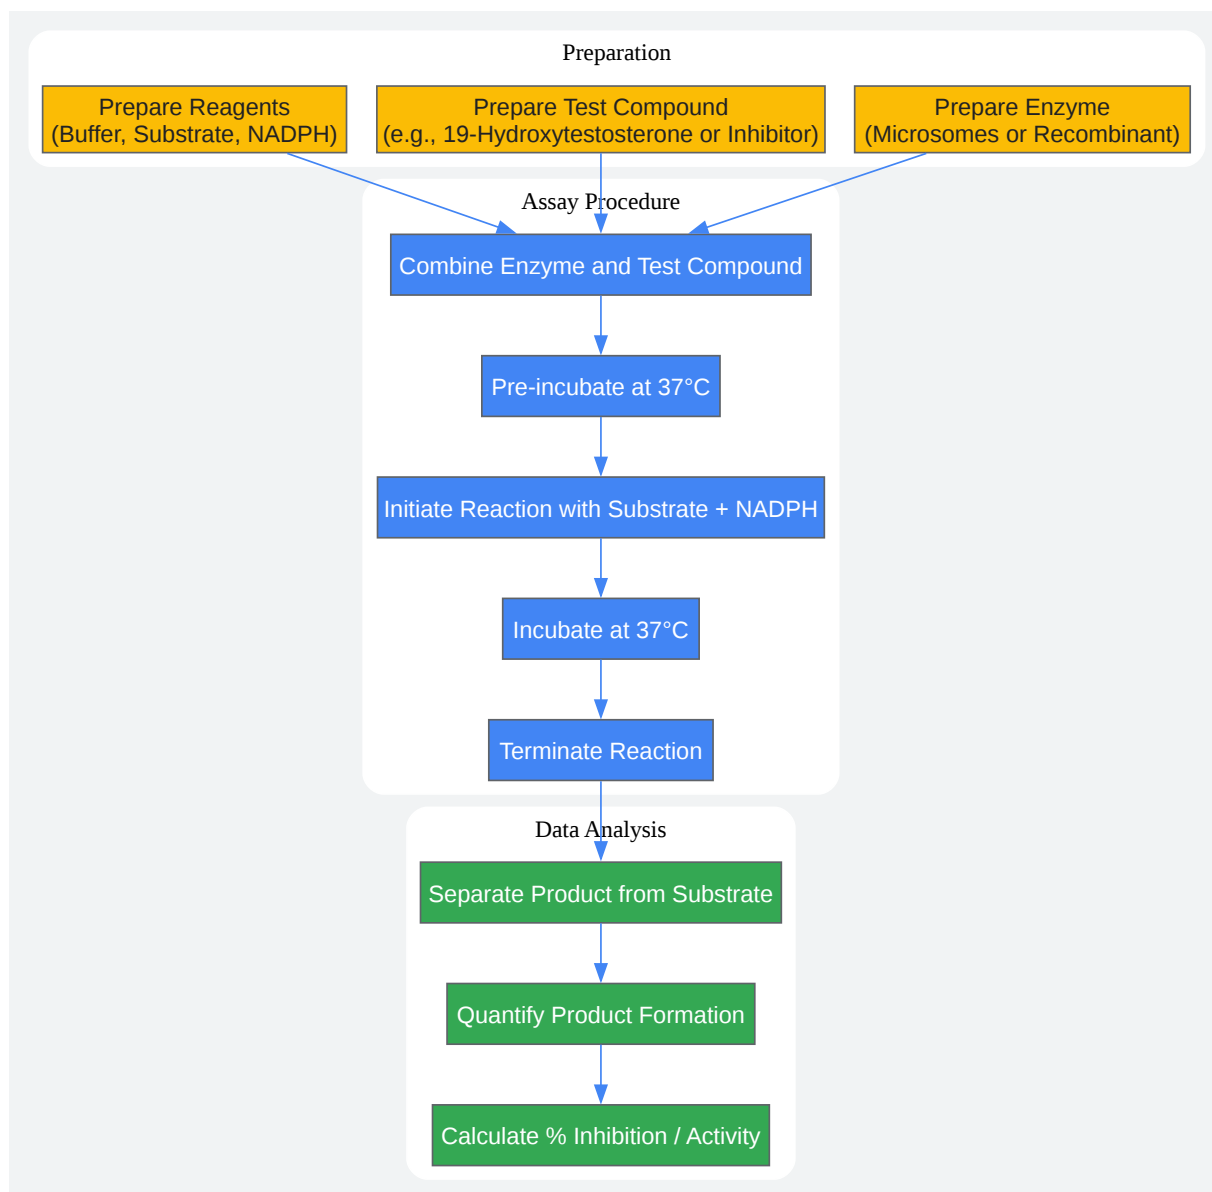 Preparation
Prepare Reagents
(Buffer, Substrate, NADPH)
Prepare Test Compound
(e.g., 19-Hydroxytestosterone or Inhibitor)
Prepare Enzyme
(Microsomes or Recombinant)
Assay Procedure
Combine Enzyme and Test Compound
Pre-incubate at 37°C
Initiate Reaction with Substrate + NADPH
Incubate at 37°C
Terminate Reaction
Data Analysis
Separate Product from Substrate
Quantify Product Formation
Calculate % Inhibition / Activity